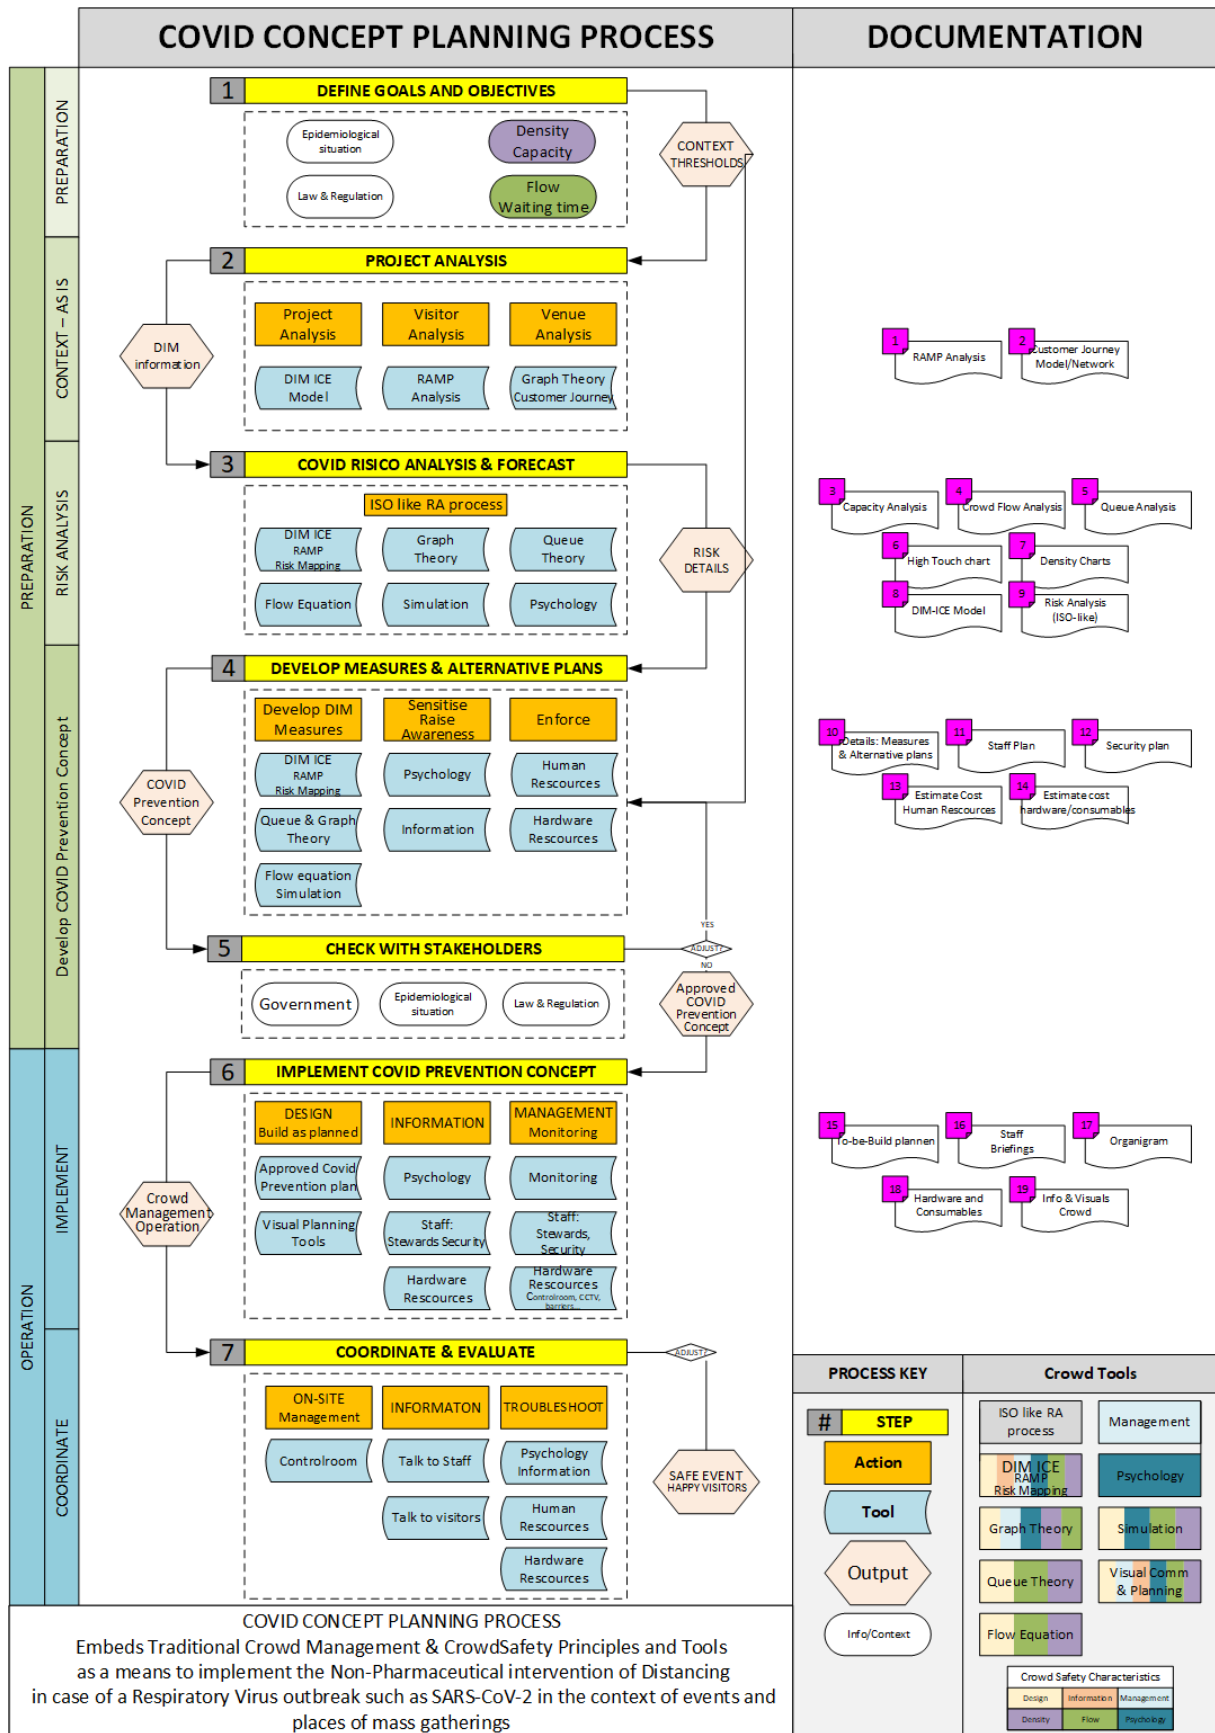 COVID CONCEPT PLANNING PROCESS
DOCUMENTATION
PREPARATION
PREPARATION
1
DEFINE GOALS AND OBJECTIVES
Epidemiological
situation
Density
Capacity
Law & Regulation
Flow
Waiting time
CONTEXT
THRESHOLDS
CONTEXT – AS IS
2
PROJECT ANALYSIS
Project
Analysis
Visitor
Analysis
Venue
Analysis
DIM ICE
Model
RAMP
Analysis
Graph Theory
Customer Journey
DIM
information
1
RAMP Analysis
2
Customer Journey
Model/Network
RISK ANALYSIS
3
COVID RISICO ANALYSIS & FORECAST
ISO like RA process
DIM ICE
RAMP
Risk Mapping
Graph
Theory
Queue
Theory
Flow Equation
Simulation
Psychology
RISK
DETAILS
3
Capacity Analysis
4
Crowd Flow Analysis
5
Queue Analysis
6
High Touch chart
7
Density Charts
8
DIM-ICE Model
9
Risk Analysis
(ISO-like)
Develop COVID Prevention Concept
4
DEVELOP MEASURES & ALTERNATIVE PLANS
Develop DIM
Measures
Sensitise
Raise
Awareness
Enforce
DIM ICE
RAMP
Risk Mapping
Psychology
Human
Rescources
Queue & Graph
Theory
Information
Hardware
Rescources
Flow equation
Simulation
COVID
Prevention
Concept
10
Details: Measures
& Alternative plans
11
Staff Plan
12
Security plan
13
Estimate Cost
Human Rescources
14
Estimate cost
hardware/consumables
YES
ADJUST?
NO
5
CHECK WITH STAKEHOLDERS
Government
Epidemiological
situation
Law & Regulation
Approved
COVID
Prevention
Concept
OPERATION
IMPLEMENT
6
IMPLEMENT COVID PREVENTION CONCEPT
DESIGN
Build as planned
INFORMATION
MANAGEMENT
Monitoring
Approved Covid
Prevention plan
Psychology
Monitoring
Visual Planning
Tools
Staff:
Stewards Security
Staff:
Stewards,
Security
Hardware
Rescources
Hardware
Rescources
Controlroom, CCTV,
barriers...
Crowd
Management
Operation
15
To-be-Build plannen
16
Staff
Briefings
17
Organigram
18
Hardware and
Consumables
19
Info & Visuals
Crowd
COORDINATE
7
COORDINATE & EVALUATE
ADJUST?
ON-SITE
Management
INFORMATON
TROUBLESHOOT
Controlroom
Talk to Staff
Psychology
Information
Talk to visitors
Human
Rescources
Hardware
Rescources
SAFE EVENT
HAPPY VISITORS
PROCESS KEY
# STEP
Action
Tool
Output
Info/Context
Crowd Tools
ISO like RA
process
Management
DIM ICE
RAMP
Risk Mapping
Psychology
Graph Theory
Simulation
Queue Theory
Visual Comm
& Planning
Flow Equation
Crowd Safety Characteristics
Design Information Management
Density Flow Psychology
COVID CONCEPT PLANNING PROCESS
Embeds Traditional Crowd Management & CrowdSafety Principles and Tools
as a means to implement the Non-Pharmaceutical intervention of Distancing
in case of a Respiratory Virus outbreak such as SARS-CoV-2 in the context of events and
places of mass gatherings